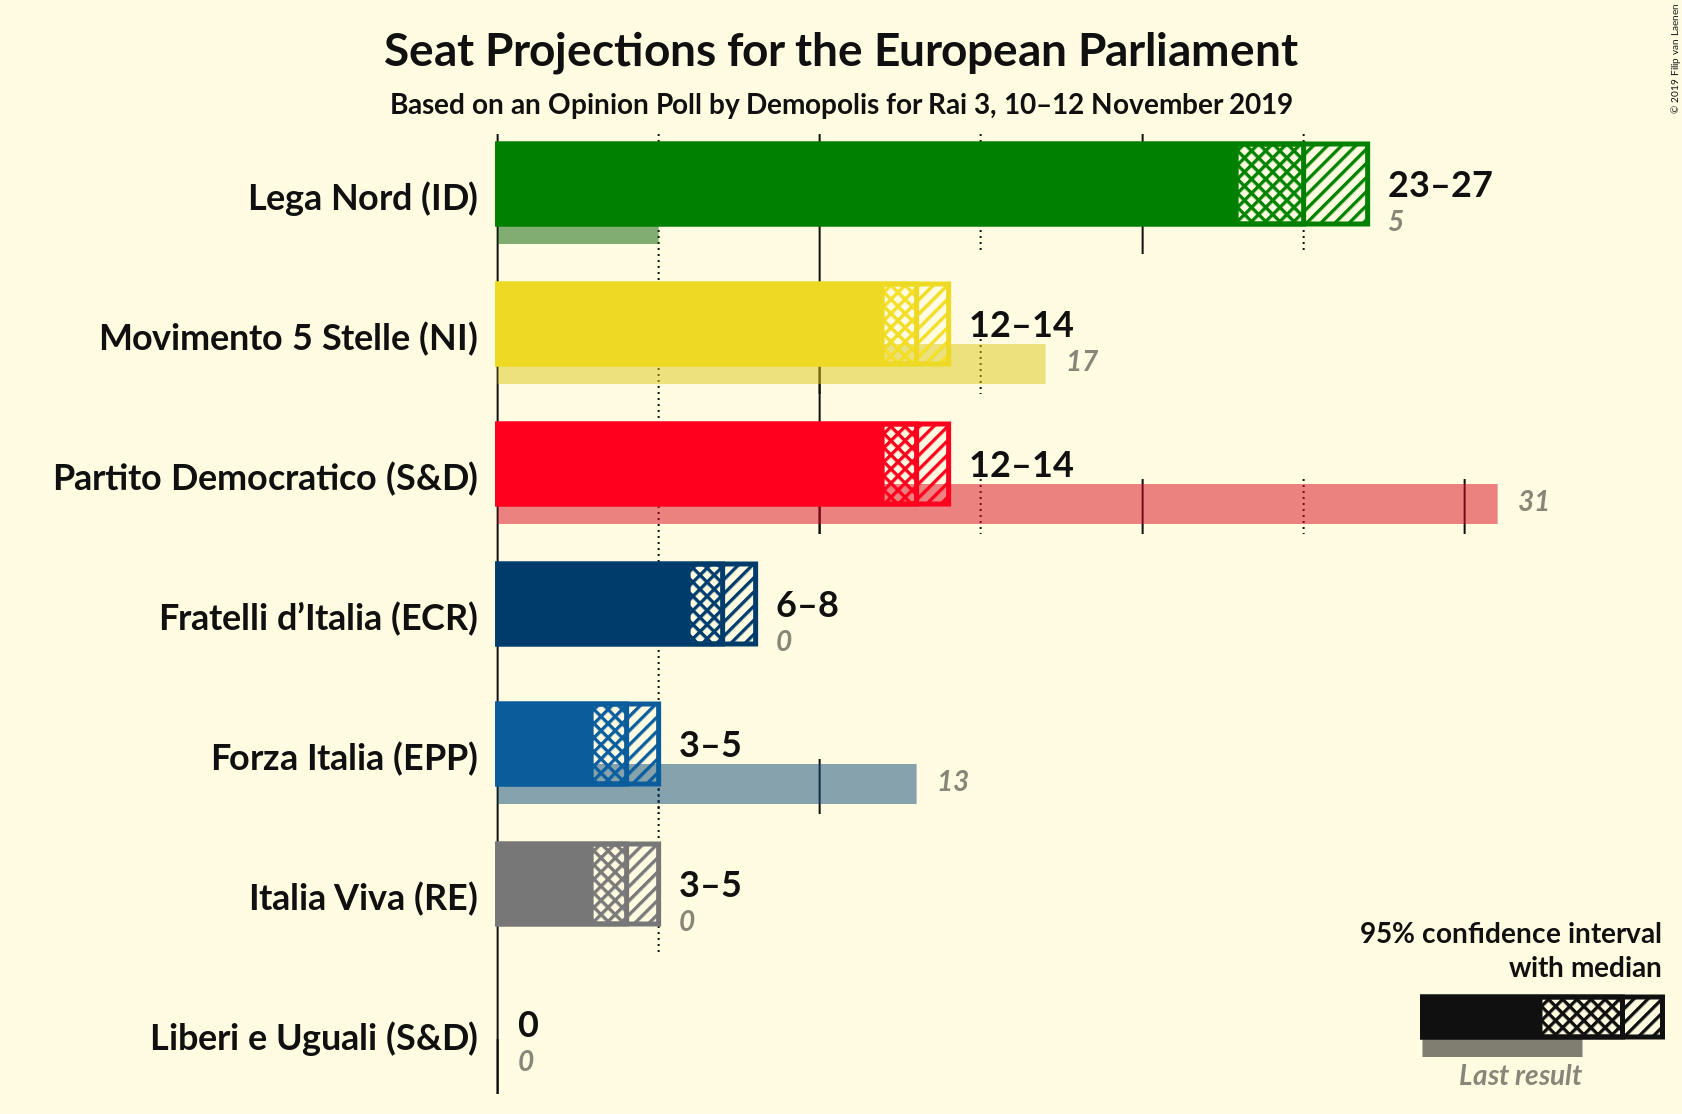 Seat Projections for the European Parliament
Based on an Opinion Poll by Demopolis for Rai 3, 10–12 November 2019
© 2019 Filip van Laenen
Lega Nord (ID)
23–27
5
Movimento 5 Stelle (NI)
12–14
17
Partito Democratico (S&D)
12–14
31
Fratelli d’Italia (ECR)
6–8
0
Forza Italia (EPP)
3–5
13
Italia Viva (RE)
3–5
0
Liberi e Uguali (S&D)
0
0
95% confidence interval
with median
Last result